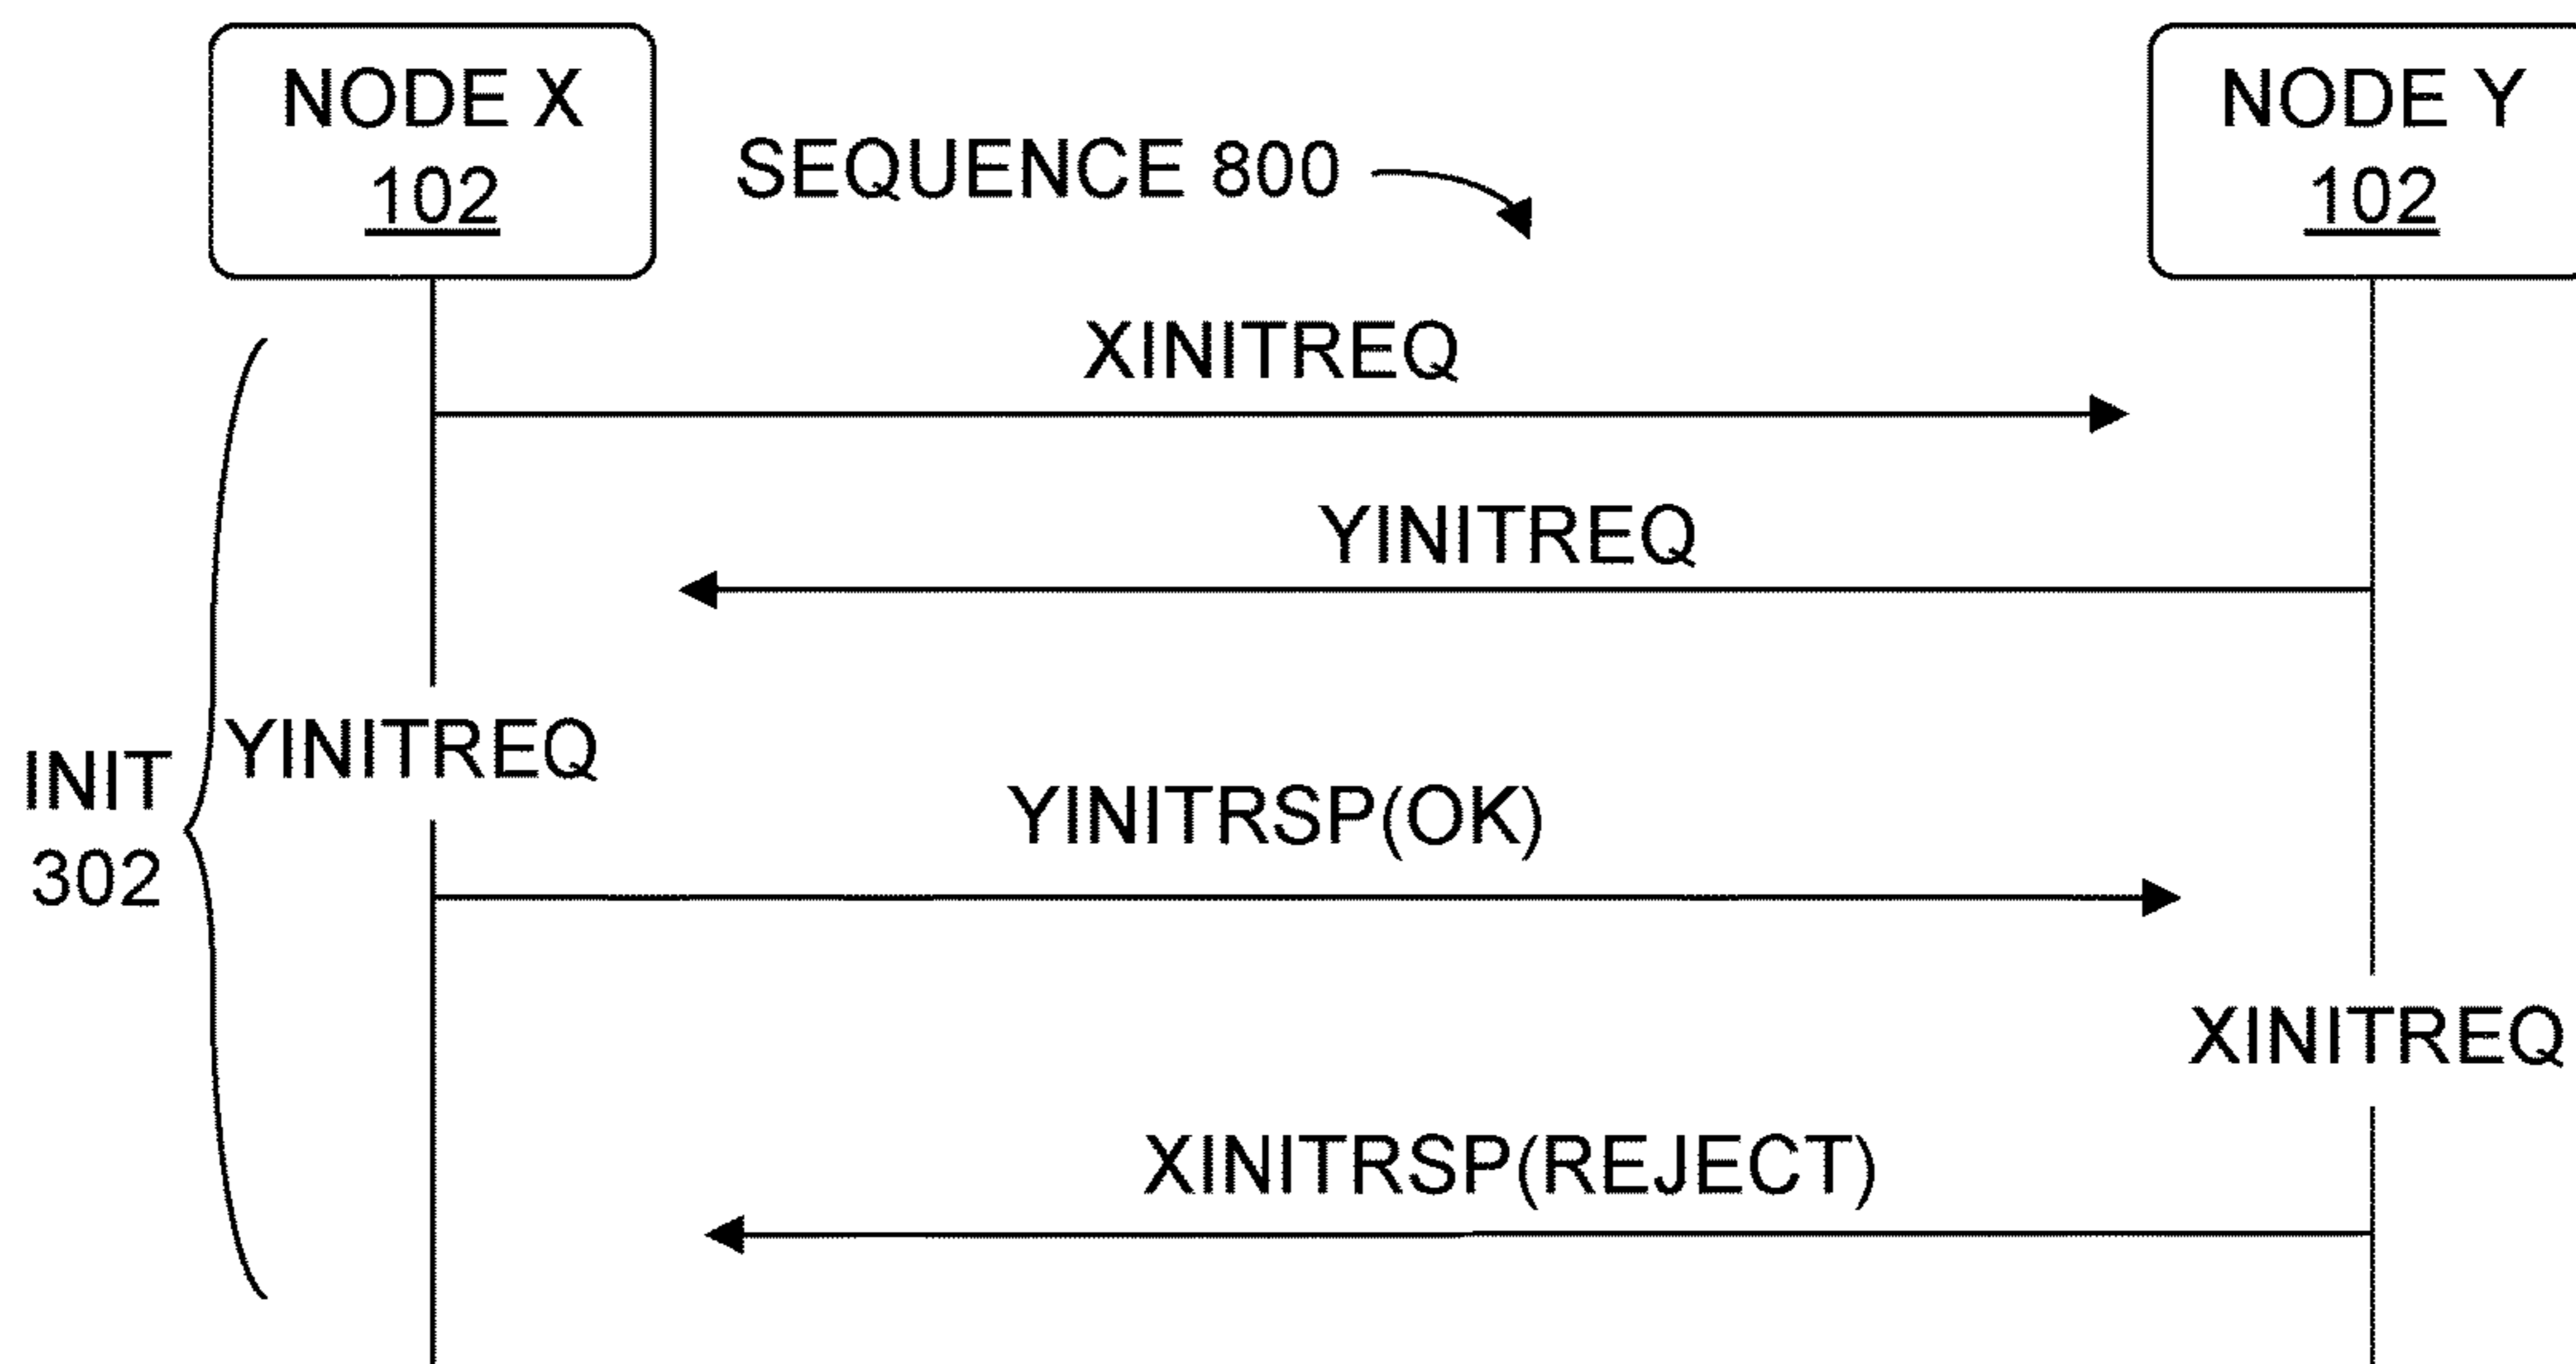 NODE X
102
SEQUENCE 800
NODE Y
102
XINITREQ
YINITREQ
YINITREQ
INIT
302
YINITRSP(OK)
XINITREQ
XINITRSP(REJECT)